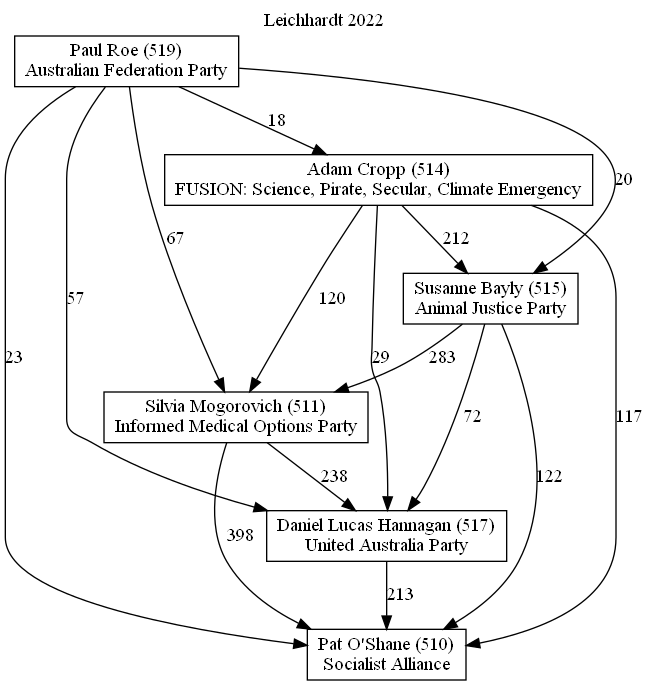 Leichhardt 2022
Paul Roe (519)
Australian Federation Party
18
Adam Cropp (514)
FUSION: Science, Pirate, Secular, Climate Emergency
20
67
212
Susanne Bayly (515)
Animal Justice Party
57
120
23
29
283
Silvia Mogorovich (511)
Informed Medical Options Party
72
117
238
122
Daniel Lucas Hannagan (517)
United Australia Party
398
213
Pat O'Shane (510)
Socialist Alliance